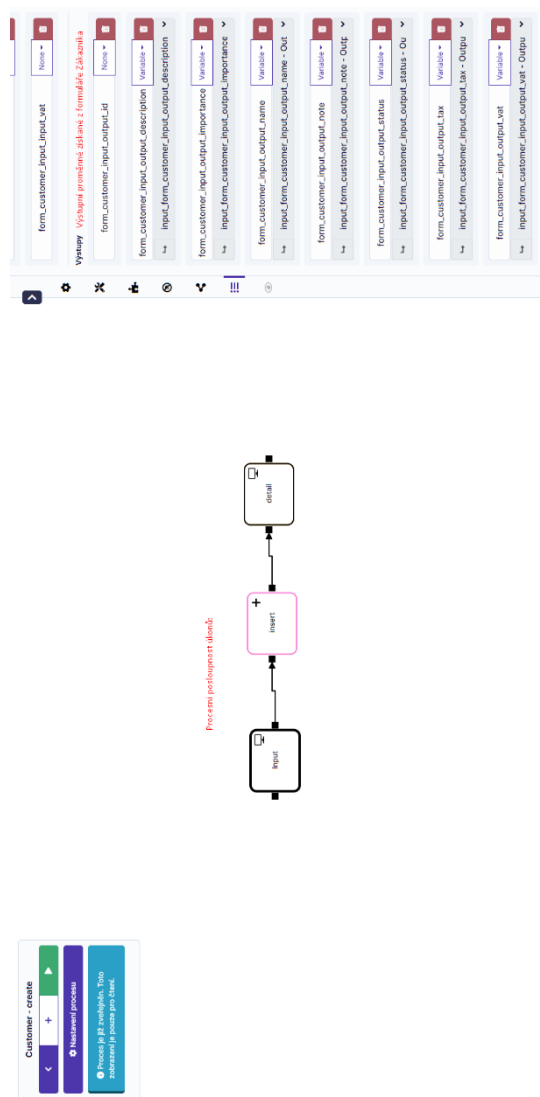 Customer - create
+
Nastavení procesu
Proces je již zveřejněn. Toto
zobrazení je pouze pro čtení.
Procesní posloupnost úkonů:
Input
insert
detail
None
form_customer_input_input_vat
Výstupy Výstupní proměnné získané z formuláře Zákazníka
form_customer_input_output_id
None
form_customer_input_output_description
Variable
input_form_customer_input_output_description
form_customer_input_output_importance
Variable
input_form_customer_input_output_importance
form_customer_input_output_name
Variable
input_form_customer_input_output_name - Out
form_customer_input_output_note
Variable
input_form_customer_input_output_note - Outp
form_customer_input_output_status
Variable
input_form_customer_input_output_status - Ou
form_customer_input_output_tax
Variable
input_form_customer_input_output_tax - Outpu
form_customer_input_output_vat
Variable
input_form_customer_input_output_vat - Outpu